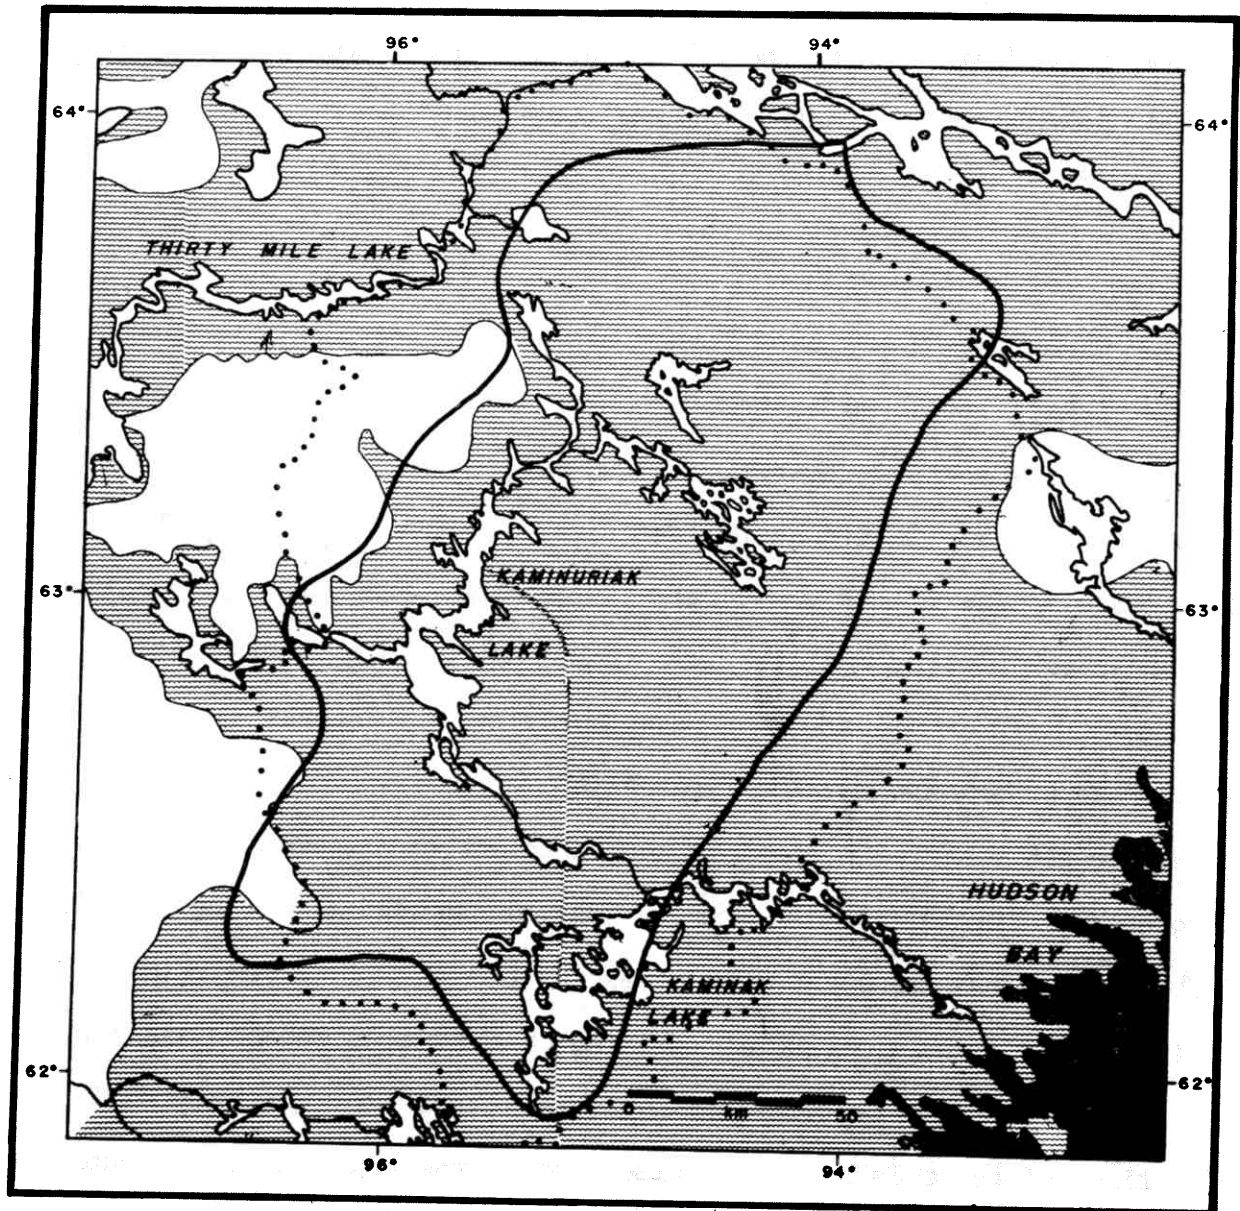 96° 94°
64° 64°
THIRTY MILE LAKE
63° KAMINURIAK 63°
LAKE
HUDSON
BAY
KAMINAK
LAKE
62° 62°
0 50
km
96° 94°